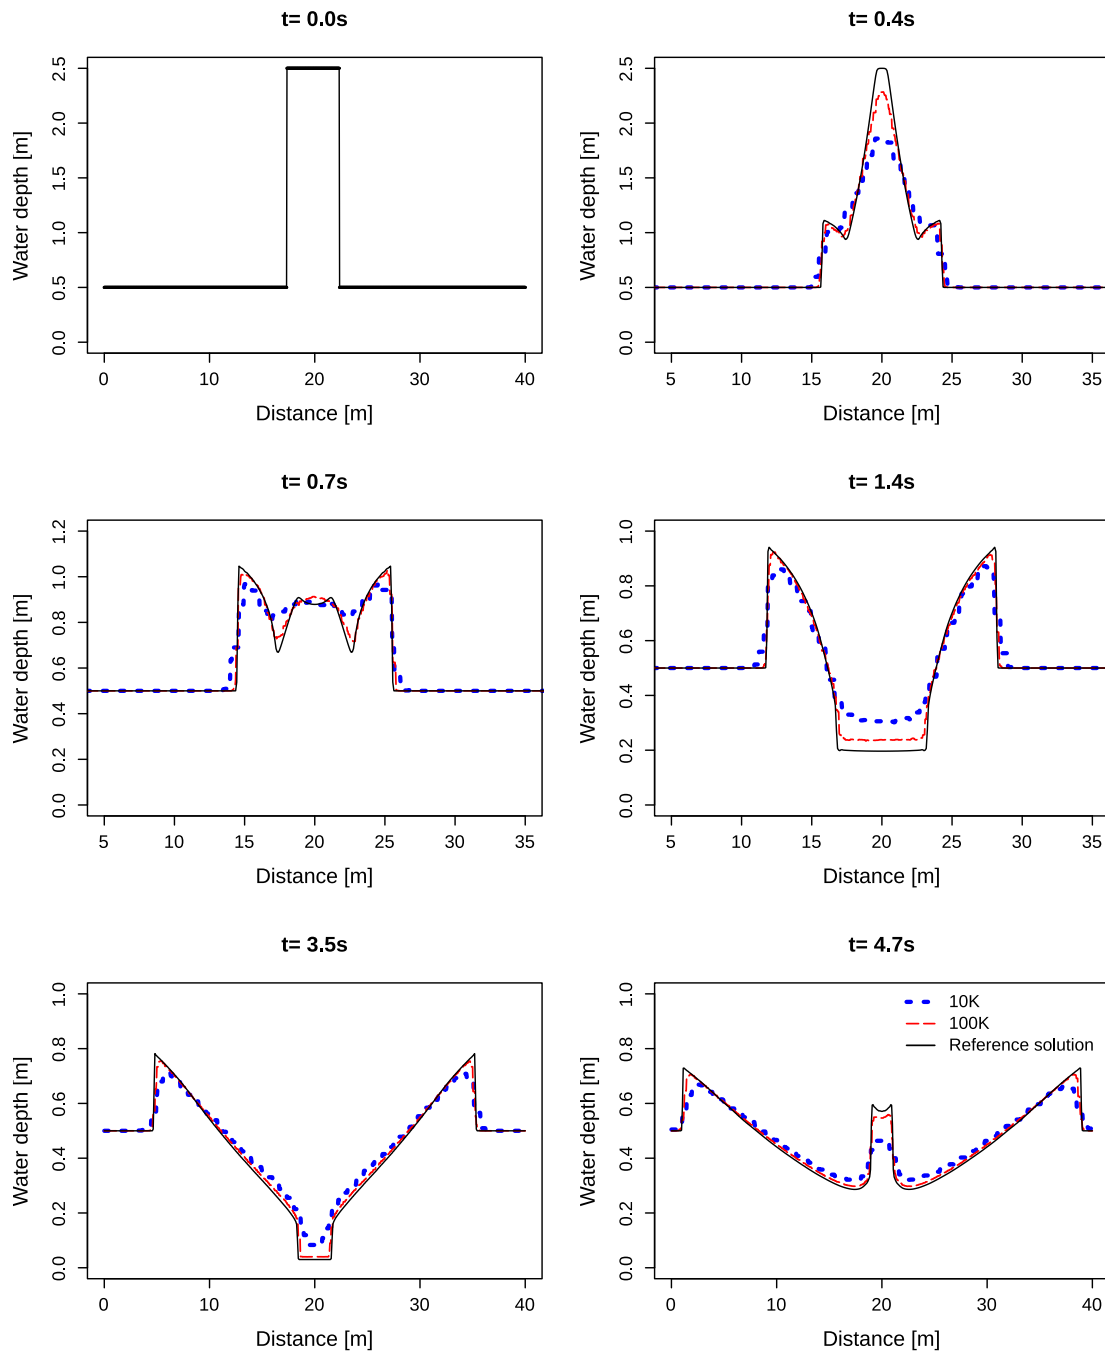 t= 0.0s
Water depth [m]
0.0 0.5 1.0 1.5 2.0 2.5
0 10 20 30 40
Distance [m]
t= 0.4s
Water depth [m]
0.0 0.5 1.0 1.5 2.0 2.5
5 10 15 20 25 30 35
Distance [m]
t= 0.7s
Water depth [m]
0.0 0.2 0.4 0.6 0.8 1.0 1.2
5 10 15 20 25 30 35
Distance [m]
t= 1.4s
Water depth [m]
0.0 0.2 0.4 0.6 0.8 1.0
5 10 15 20 25 30 35
Distance [m]
t= 3.5s
Water depth [m]
0.0 0.2 0.4 0.6 0.8 1.0
0 10 20 30 40
Distance [m]
t= 4.7s
Water depth [m]
0.0 0.2 0.4 0.6 0.8 1.0
10K
100K
Reference solution
0 10 20 30 40
Distance [m]